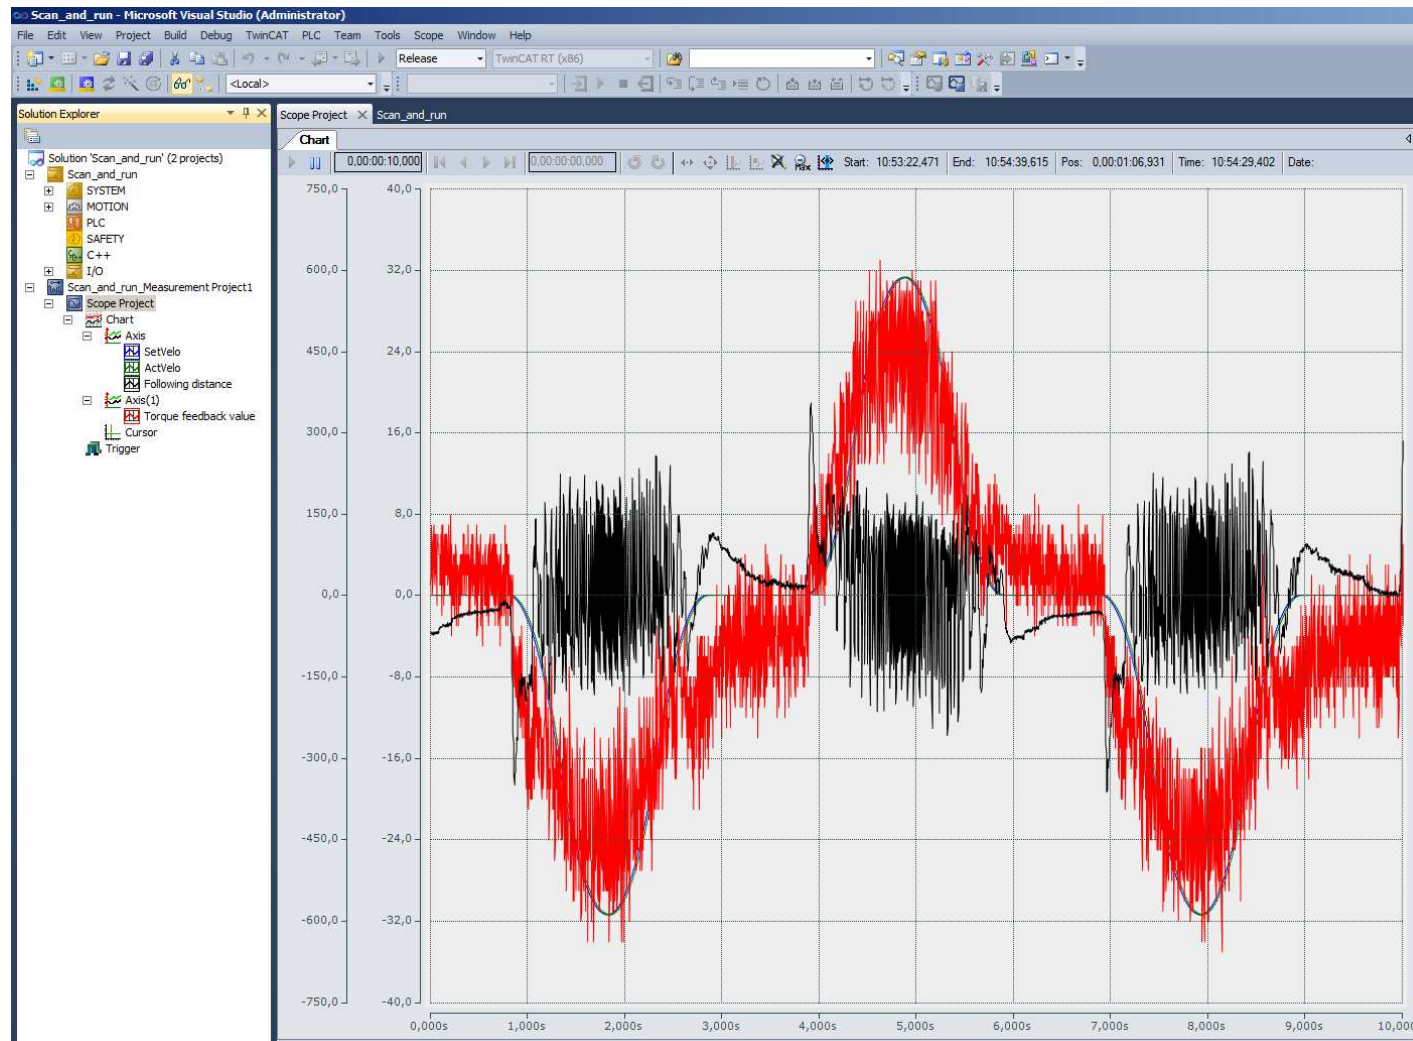 Scan_and_run - Microsoft Visual Studio (Administrator)
File Edit View Project Build Debug TwinCAT PLC Team Tools Scope Window Help
Release TwinCAT RT (x86)
<Local>
Solution Explorer
Scope Project Scan_and_run
Chart
0,00:00:10,000 0,00:00:00,000 Start: 10:53:22,471 End: 10:54:39,615 Pos: 0,00:01:06,931 Time: 10:54:29,402 Date:
Solution 'Scan_and_run' (2 projects)
Scan_and_run
SYSTEM
MOTION
PLC
SAFETY
C++
I/O
Scan_and_run_Measurement Project1
Scope Project
Chart
Axis
SetVelo
ActVelo
Following distance
Axis(1)
Torque feedback value
Cursor
Trigger
750,0 40,0
600,0 32,0
450,0 24,0
300,0 16,0
150,0 8,0
0,0 0,0
-150,0 -8,0
-300,0 -16,0
-450,0 -24,0
-600,0 -32,0
-750,0 -40,0
0,000s 1,000s 2,000s 3,000s 4,000s 5,000s 6,000s 7,000s 8,000s 9,000s 10,000